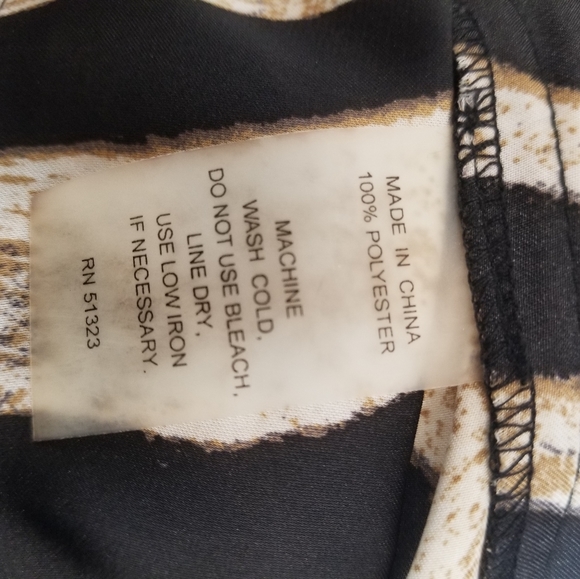 MADE IN CHINA
100% POLYESTER
MACHINE
WASH COLD.
DO NOT USE BLEACH.
LINE DRY.
USE LOW IRON
IF NECESSARY.
RN 51323